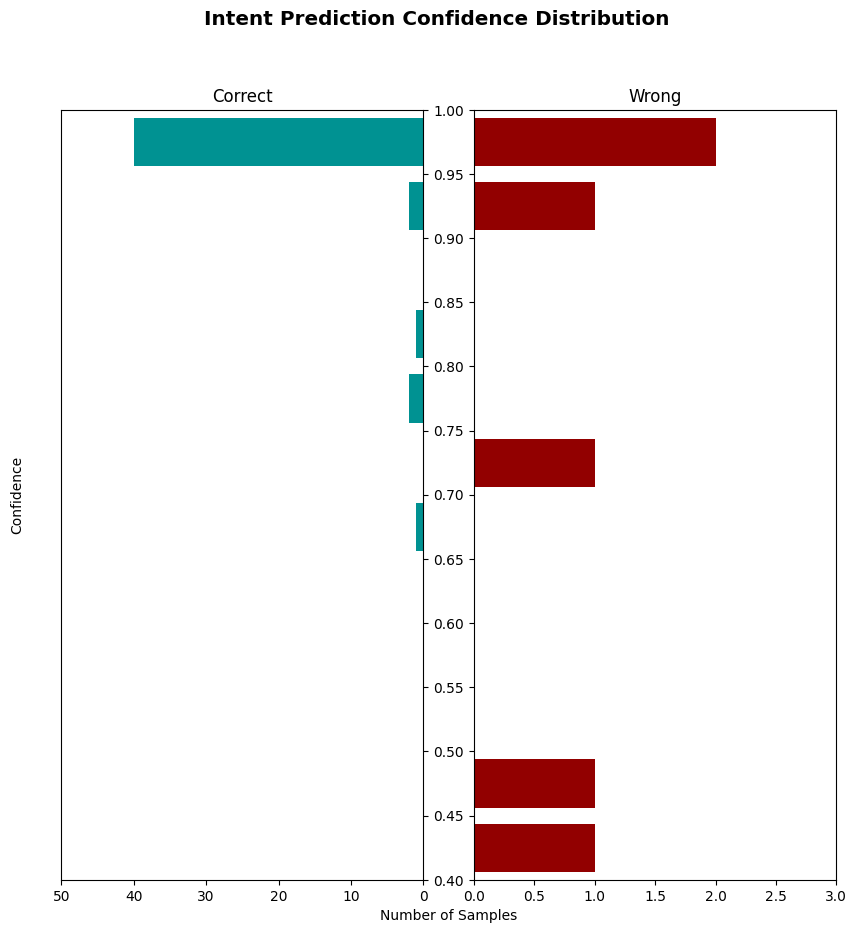 Intent Prediction Confidence Distribution
Correct
Wrong
1.00
0.95
0.90
0.85
0.80
0.75
0.70
0.65
0.60
0.55
0.50
0.45
0.40
Confidence
50 40 30 20 10 0
0.0 0.5 1.0 1.5 2.0 2.5 3.0
Number of Samples